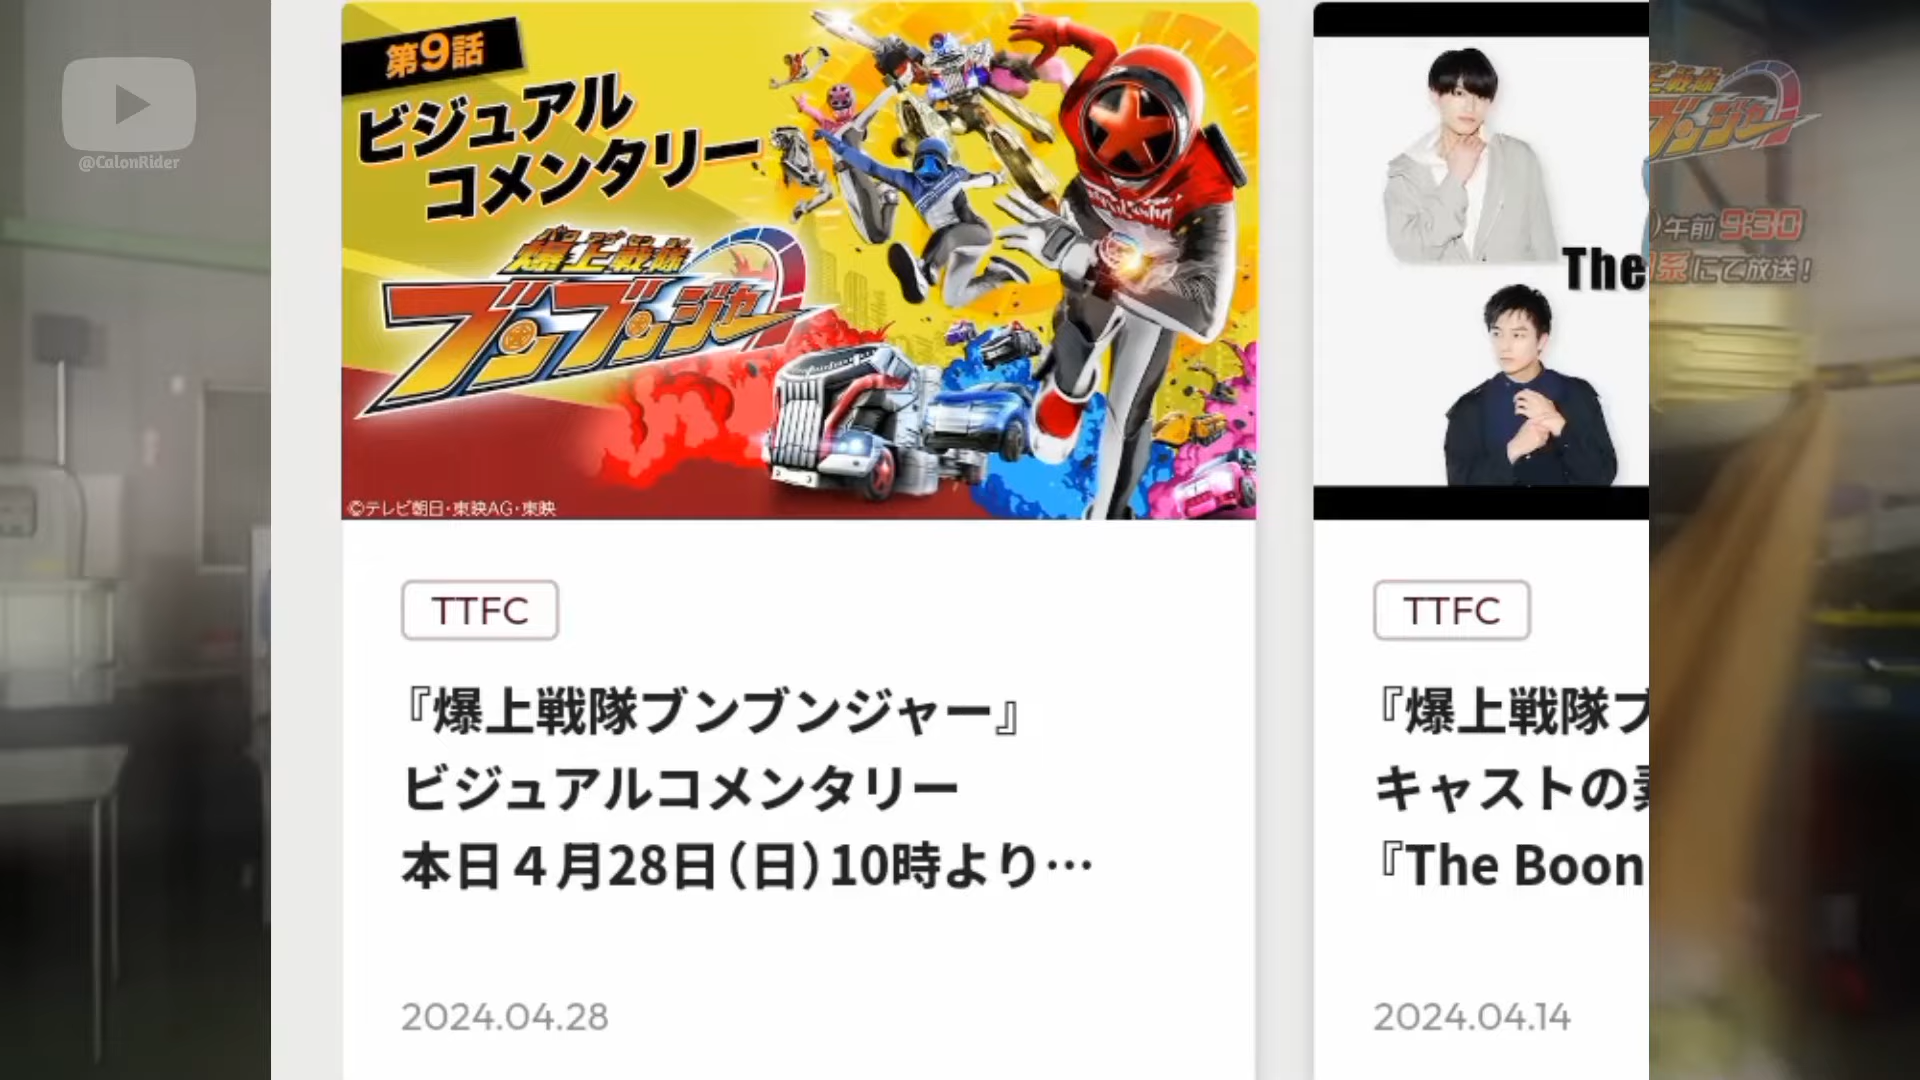 @CalonRider
第9話
ビジュアル
コメンタリー
爆上戦隊
ブンブンジャー
©テレビ朝日・東映AG・東映
TTFC
『爆上戦隊ブンブンジャー』
ビジュアルコメンタリー
本日４月28日（日）10時より…
2024.04.28
The
TTFC
『爆上戦隊ブ
キャストの
『The Boon
2024.04.14
午前 9:30
系にて放送！